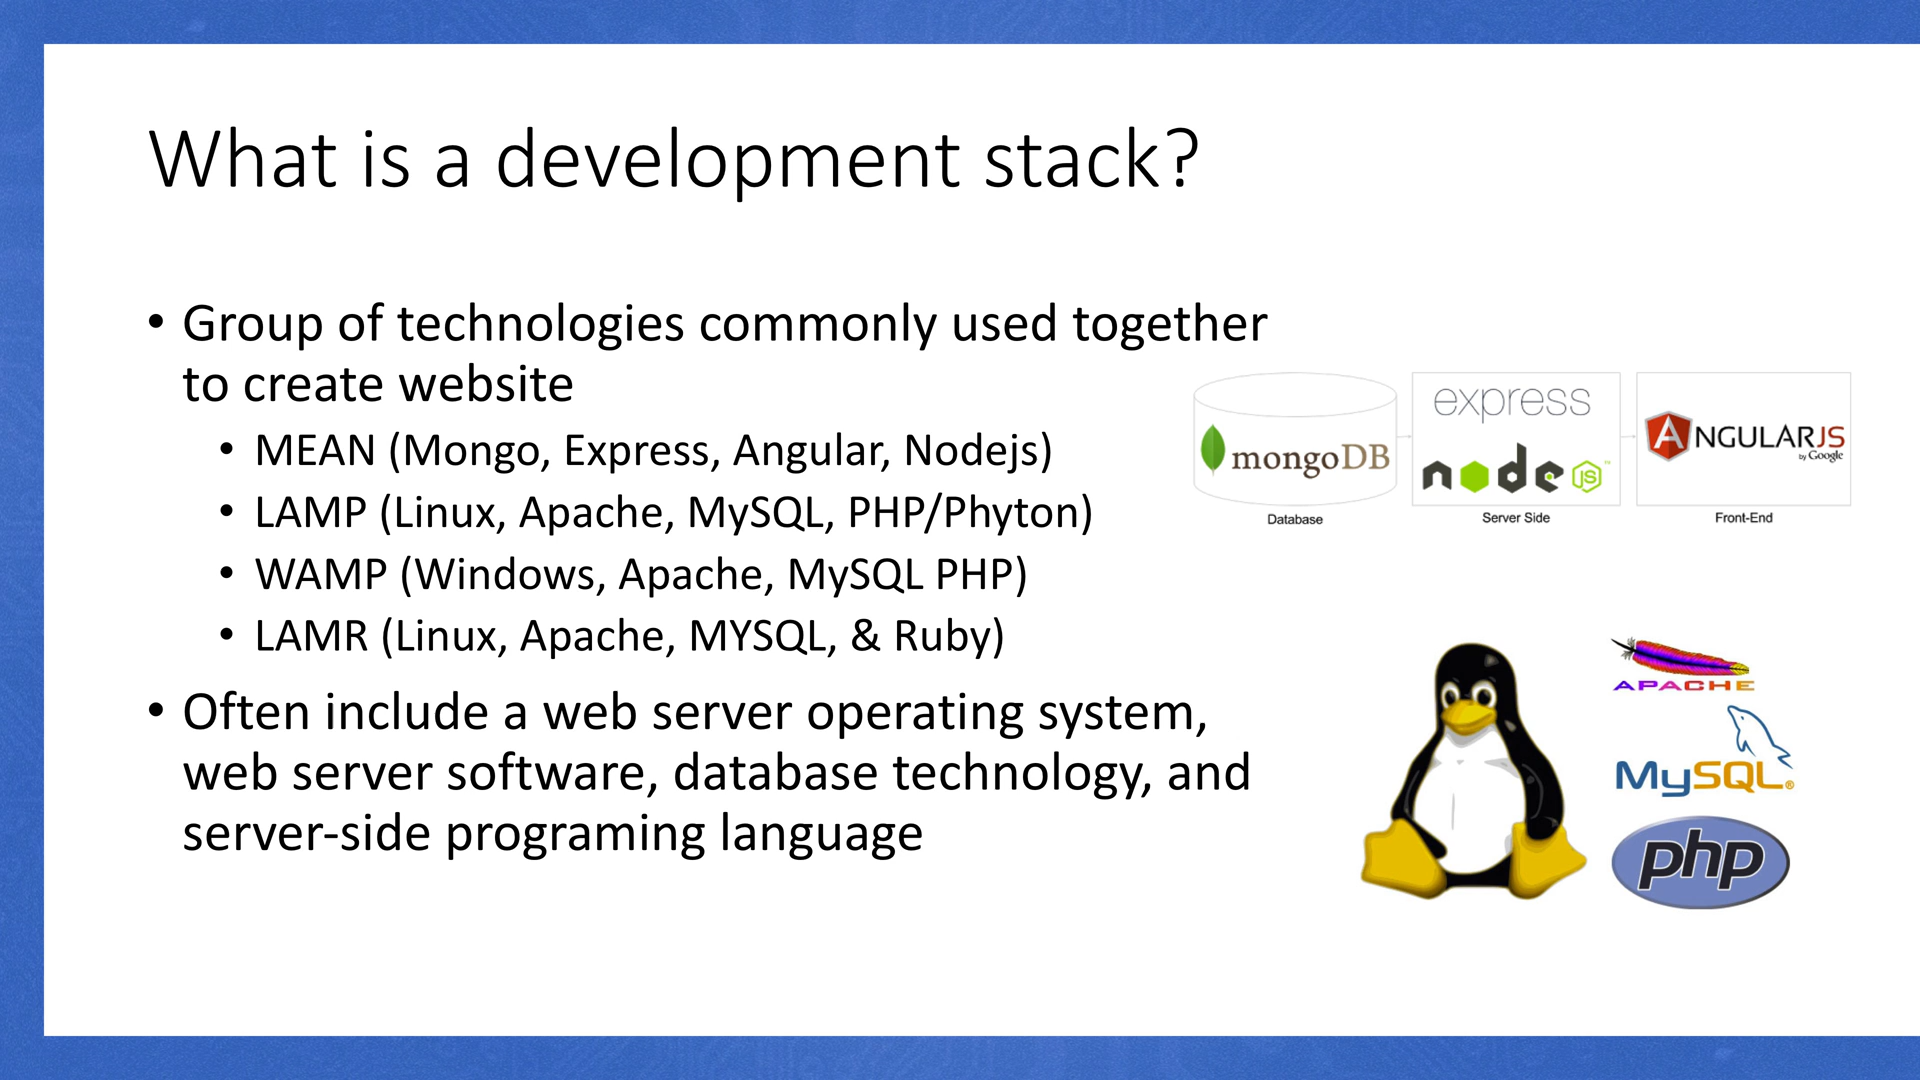 What is a development stack?
• Group of technologies commonly used together
to create website
• MEAN (Mongo, Express, Angular, Nodejs)
• LAMP (Linux, Apache, MySQL, PHP/Phyton)
• WAMP (Windows, Apache, MySQL PHP)
• LAMR (Linux, Apache, MYSQL, & Ruby)
• Often include a web server operating system,
web server software, database technology, and
server-side programing language
mongoDB
Database
express
node JS™
Server Side
ANGULARJS
by Google
Front-End
APACHE
MySQL®
php